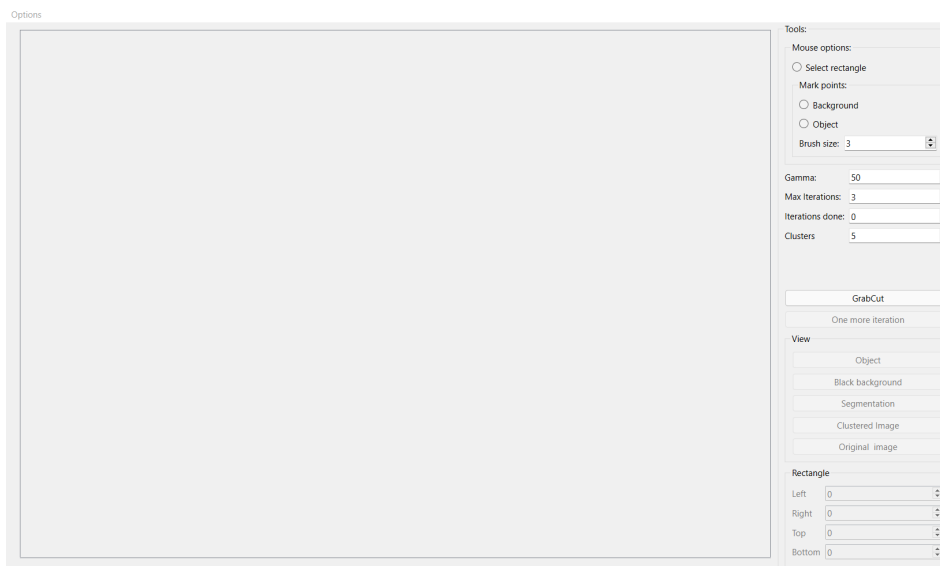 Options
Tools:
Mouse options:
Select rectangle
Mark points:
Background
Object
Brush size: 3
Gamma: 50
Max Iterations: 3
Iterations done: 0
Clusters 5
GrabCut
One more iteration
View
Object
Black background
Segmentation
Clustered Image
Original image
Rectangle
Left 0
Right 0
Top 0
Bottom 0